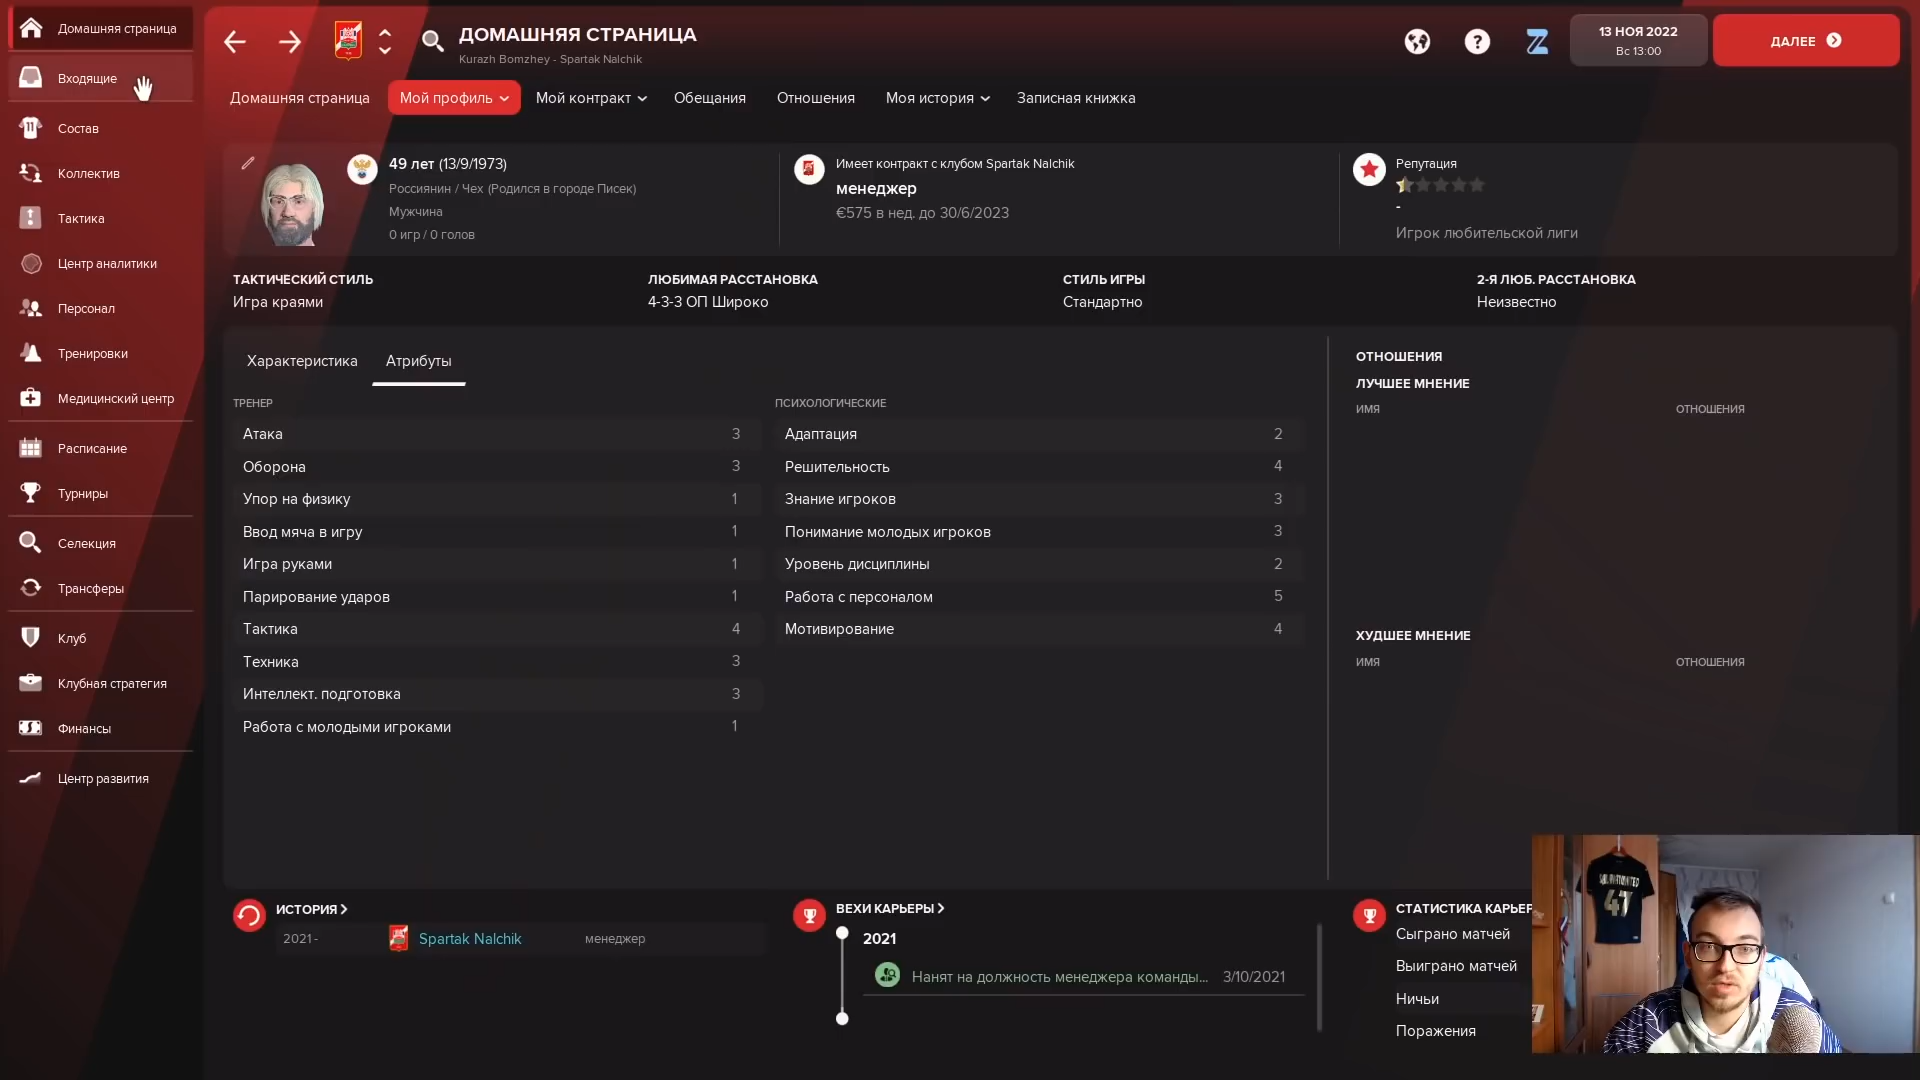 Домашняя страница
Входящие
Состав
Коллектив
Тактика
Центр аналитики
Персонал
Тренировки
Медицинский центр
Расписание
Турниры
Селекция
Трансферы
Клуб
Клубная стратегия
Финансы
Центр развития
ДОМАШНЯЯ СТРАНИЦА
Kurazh Bomzhey - Spartak Nalchik
13 НОЯ 2022
Вс 13:00
ДАЛЕЕ
Домашняя страница
Мой профиль
Мой контракт
Обещания
Отношения
Моя история
Записная книжка
49 лет (13/9/1973)
Россиянин / Чех (Родился в городе Писек)
Мужчина
0 игр / 0 голов
Имеет контракт с клубом Spartak Nalchik
менеджер
€575 в нед. до 30/6/2023
Репутация
-
Игрок любительской лиги
ТАКТИЧЕСКИЙ СТИЛЬ
Игра краями
ЛЮБИМАЯ РАССТАНОВКА
4-3-3 ОП Широко
СТИЛЬ ИГРЫ
Стандартно
2-Я ЛЮБ. РАССТАНОВКА
Неизвестно
Характеристика
Атрибуты
ТРЕНЕР
Атака 3
Оборона 3
Упор на физику 1
Ввод мяча в игру 1
Игра руками 1
Парирование ударов 1
Тактика 4
Техника 3
Интеллект. подготовка 3
Работа с молодыми игроками 1
ПСИХОЛОГИЧЕСКИЕ
Адаптация 2
Решительность 4
Знание игроков 3
Понимание молодых игроков 3
Уровень дисциплины 2
Работа с персоналом 5
Мотивирование 4
ОТНОШЕНИЯ
ЛУЧШЕЕ МНЕНИЕ
ИМЯ ОТНОШЕНИЯ
ХУДШЕЕ МНЕНИЕ
ИМЯ ОТНОШЕНИЯ
ИСТОРИЯ
2021 - Spartak Nalchik менеджер
ВЕХИ КАРЬЕРЫ
2021
Нанят на должность менеджера команды... 3/10/2021
СТАТИСТИКА КАРЬЕР
Сыграно матчей
Выиграно матчей
Ничьи
Поражения
47